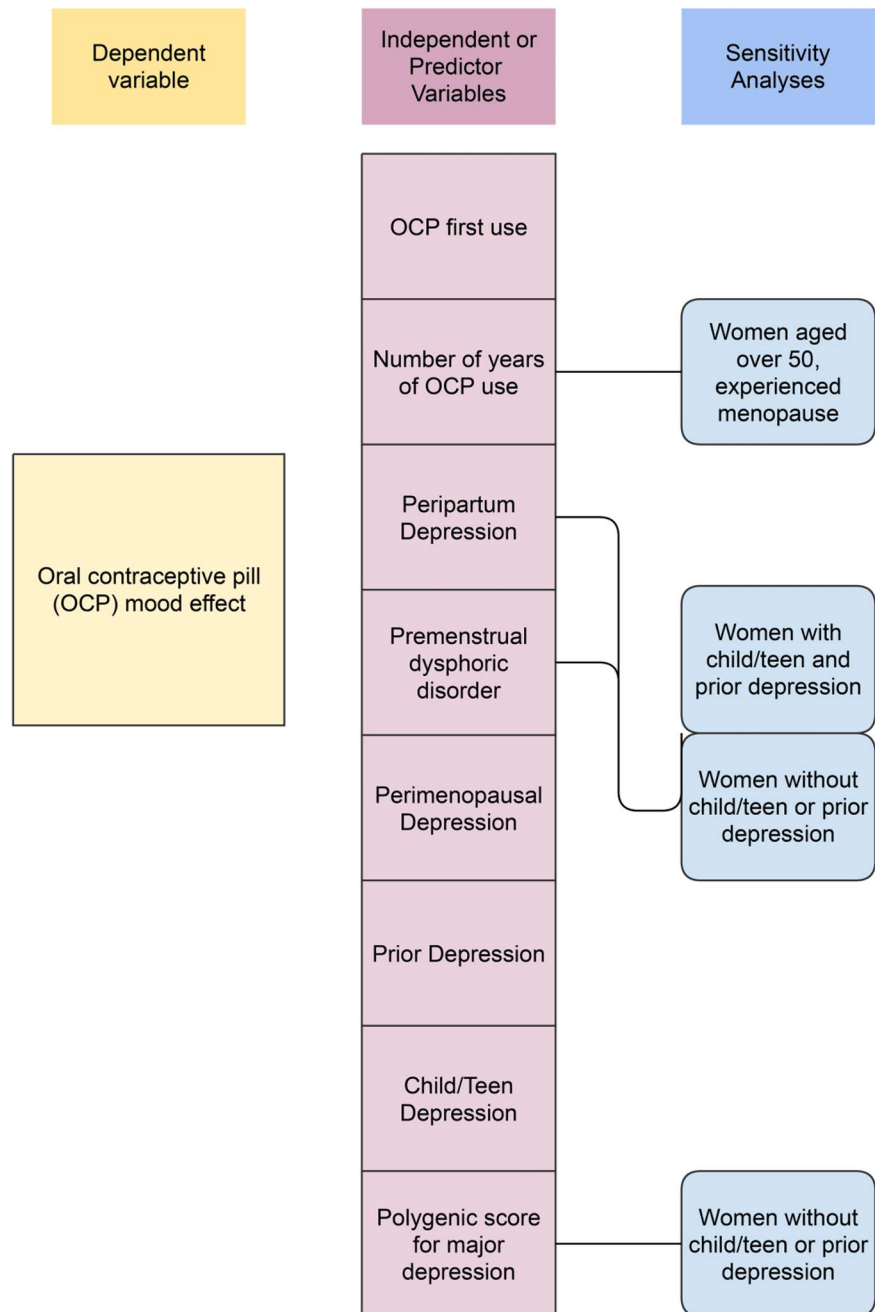 Dependent
variable
Independent or
Predictor
Variables
Sensitivity
Analyses
Oral contraceptive pill
(OCP) mood effect
OCP first use
Number of years
of OCP use
Peripartum
Depression
Premenstrual
dysphoric
disorder
Perimenopausal
Depression
Prior Depression
Child/Teen
Depression
Polygenic score
for major
depression
Women aged
over 50,
experienced
menopause
Women with
child/teen and
prior depression
Women without
child/teen or prior
depression
Women without
child/teen or prior
depression